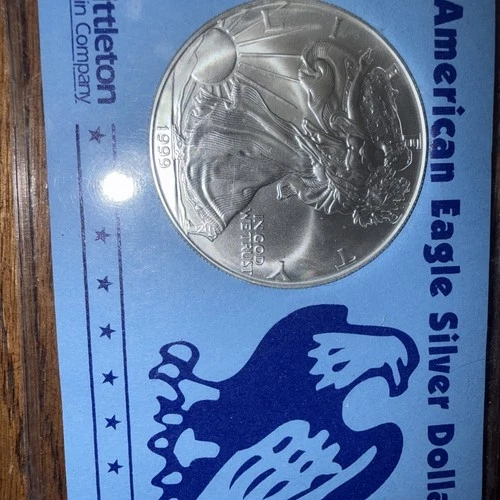 American Eagle Silver Dolla
LIBERTY
IN GOD
WE TRUST
1999
ittleton
in Company